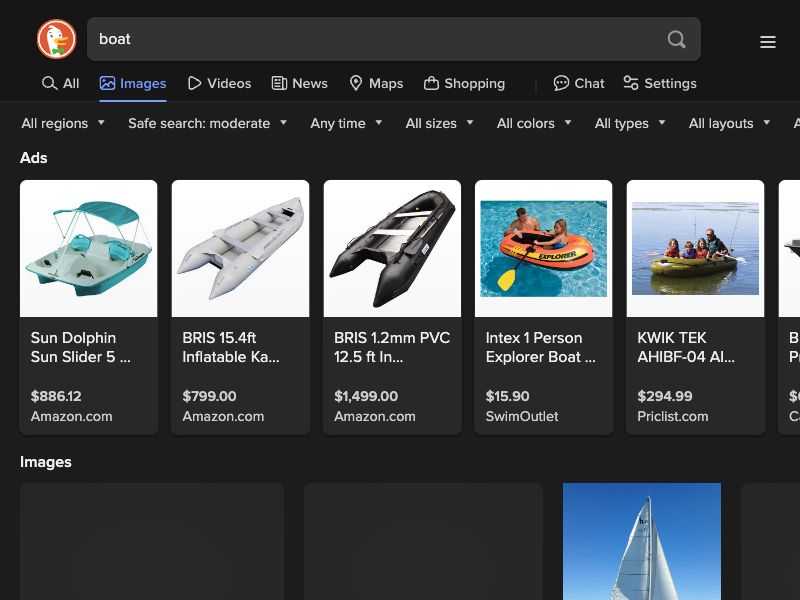 boat
All
Images
Videos
News
Maps
Shopping
Chat
Settings
All regions
Safe search: moderate
Any time
All sizes
All colors
All types
All layouts
Ads
EXPLORER
Sun Dolphin
Sun Slider 5 ...
$886.12
Amazon.com
BRIS 15.4ft
Inflatable Ka...
$799.00
Amazon.com
BRIS 1.2mm PVC
12.5 ft In...
$1,499.00
Amazon.com
Intex 1 Person
Explorer Boat ...
$15.90
SwimOutlet
KWIK TEK
AHIBF-04 AI...
$294.99
Priclist.com
Images